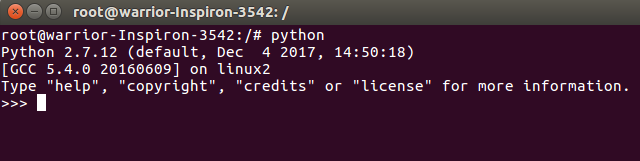 root@warrior-Inspiron-3542: /
root@warrior-Inspiron-3542:/# python
Python 2.7.12 (default, Dec  4 2017, 14:50:18)
[GCC 5.4.0 20160609] on linux2
Type "help", "copyright", "credits" or "license" for more information.
>>>